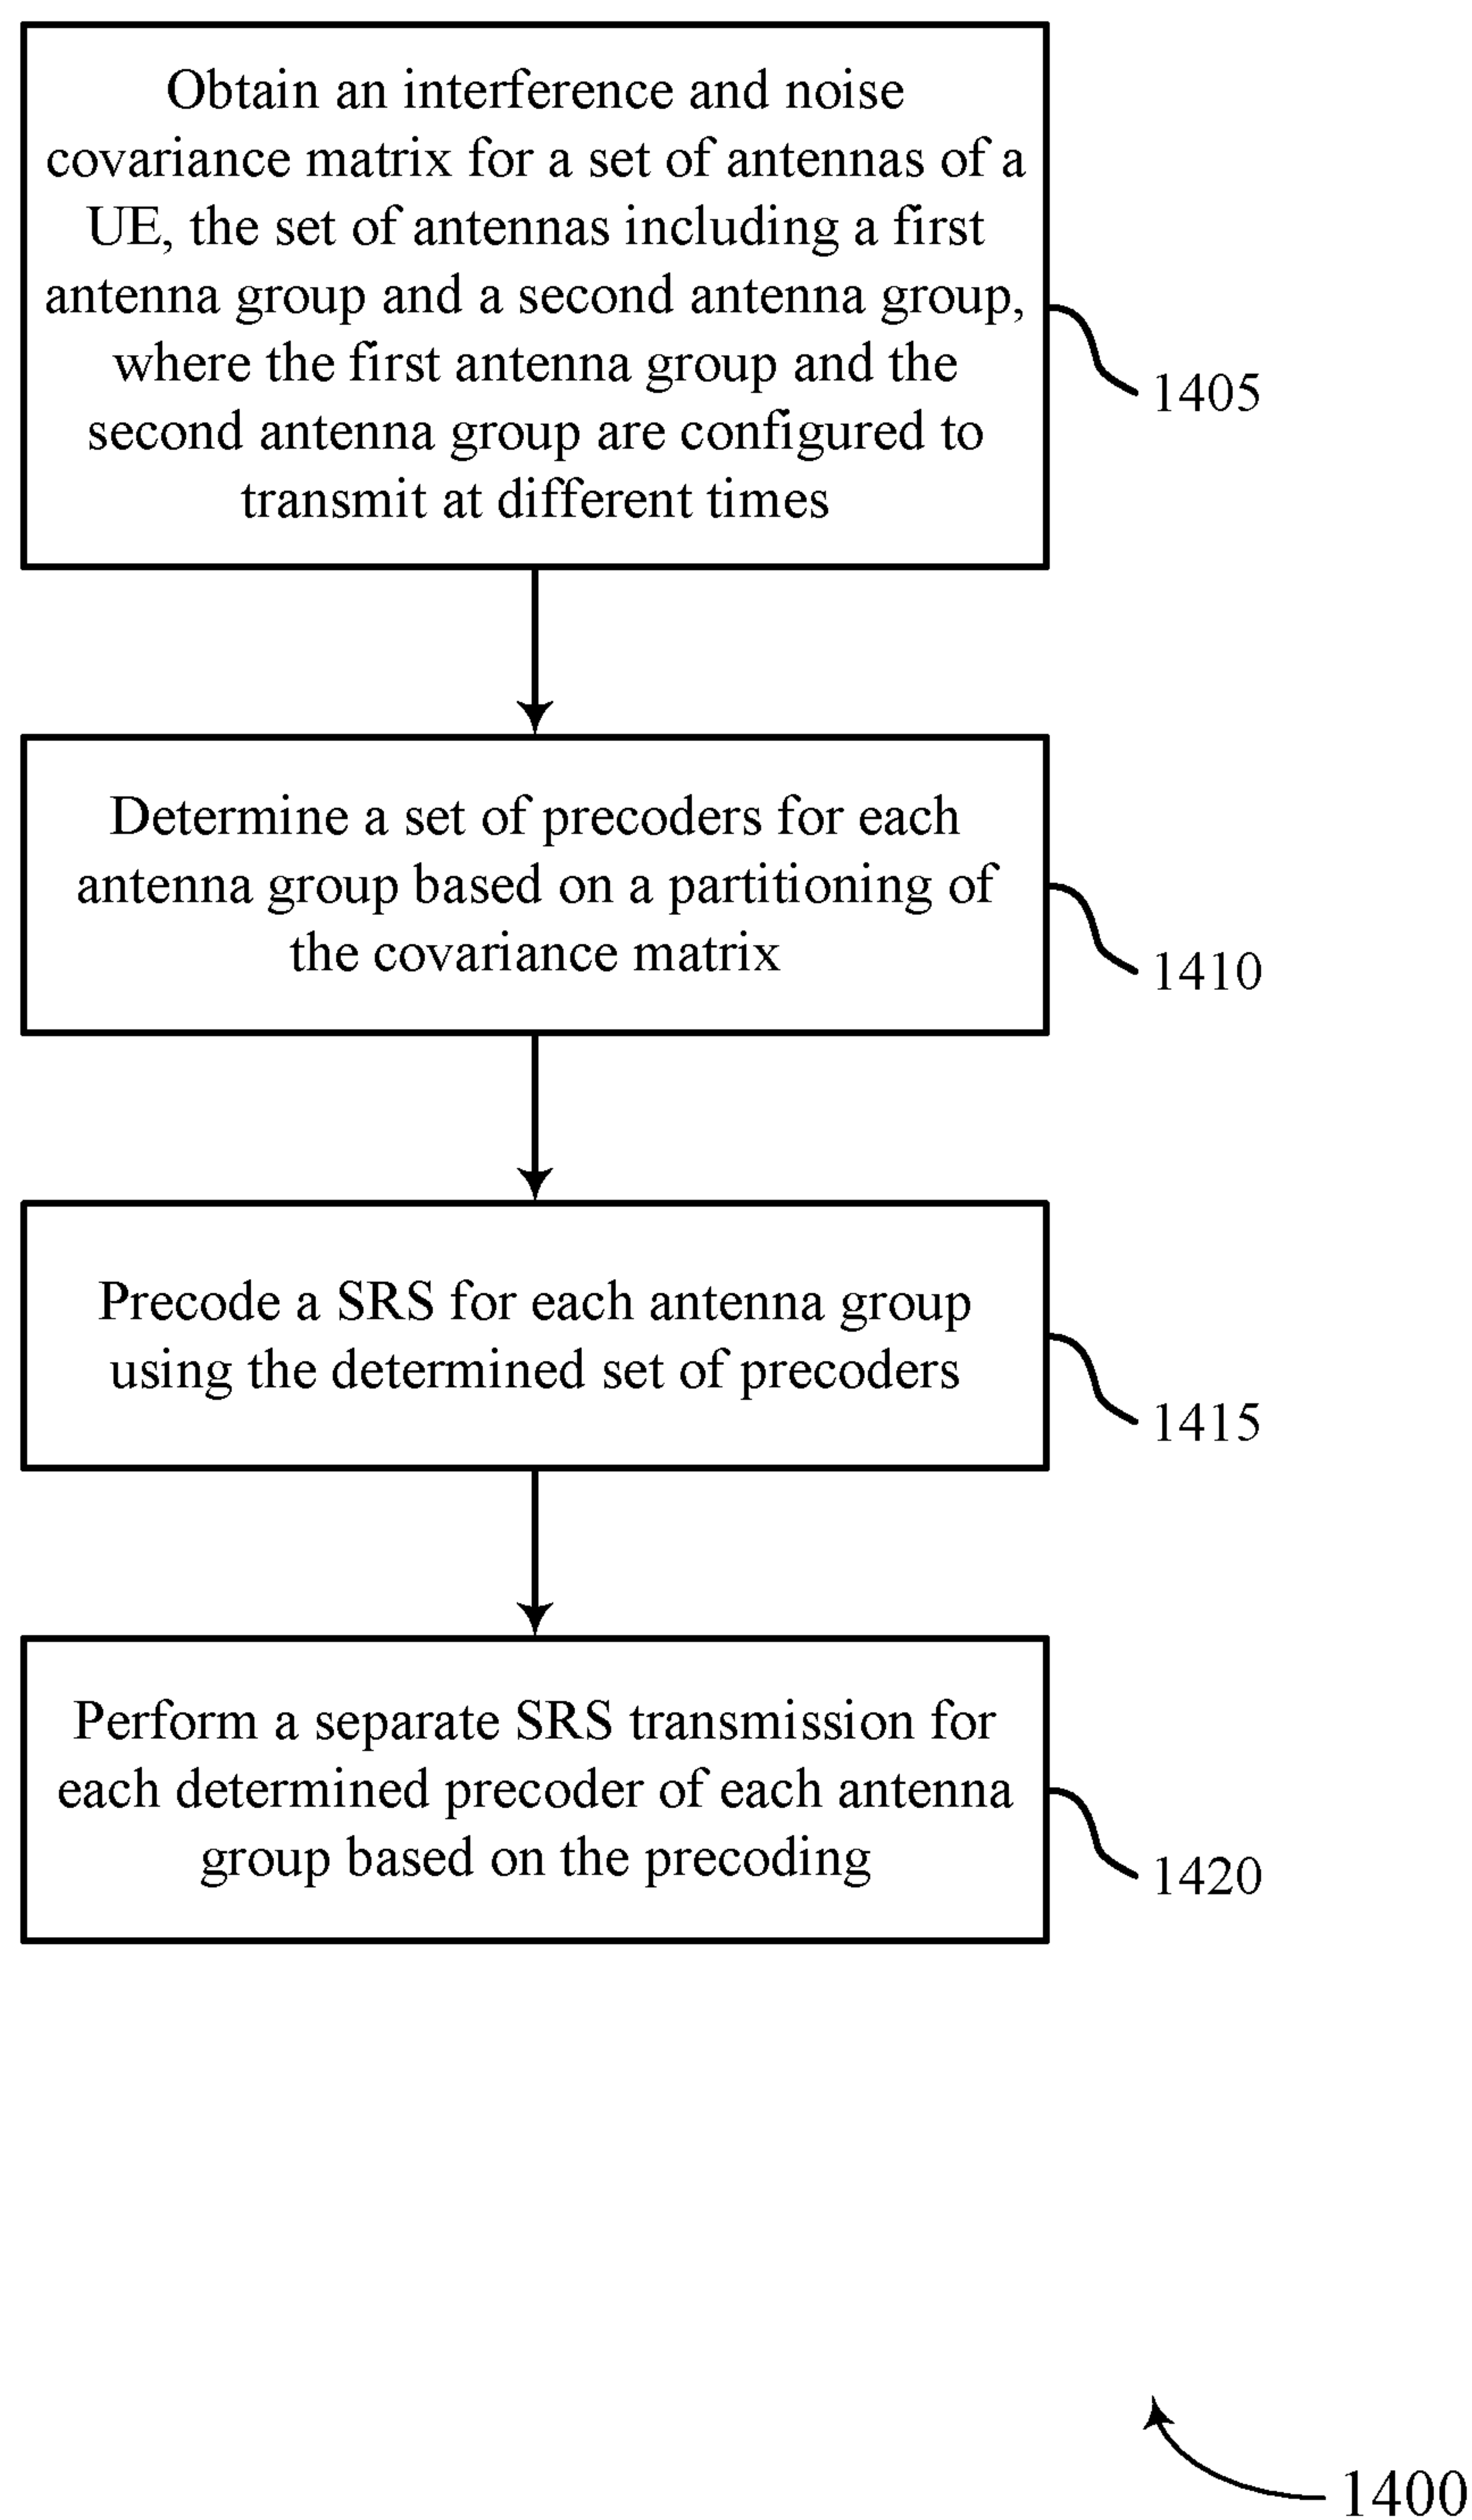 Obtain an interference and noise
covariance matrix for a set of antennas of a
UE, the set of antennas including a first
antenna group and a second antenna group,
where the first antenna group and the
second antenna group are configured to
transmit at different times
1405
Determine a set of precoders for each
antenna group based on a partitioning of
the covariance matrix
1410
Precode a SRS for each antenna group
using the determined set of precoders
1415
Perform a separate SRS transmission for
each determined precoder of each antenna
group based on the precoding
1420
1400